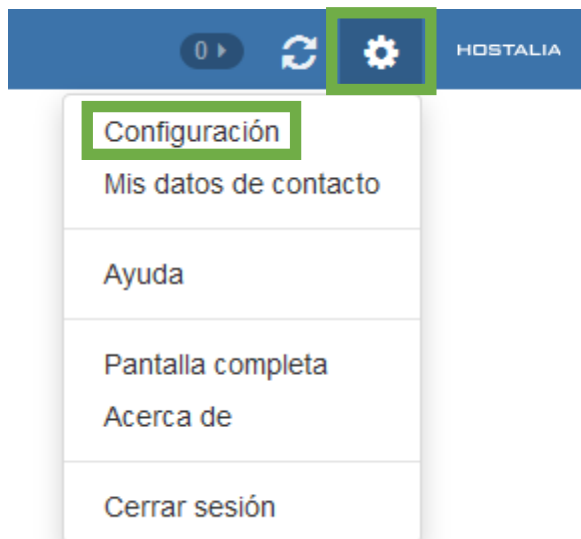 0
HOSTALIA
Configuración
Mis datos de contacto
Ayuda
Pantalla completa
Acerca de
Cerrar sesión